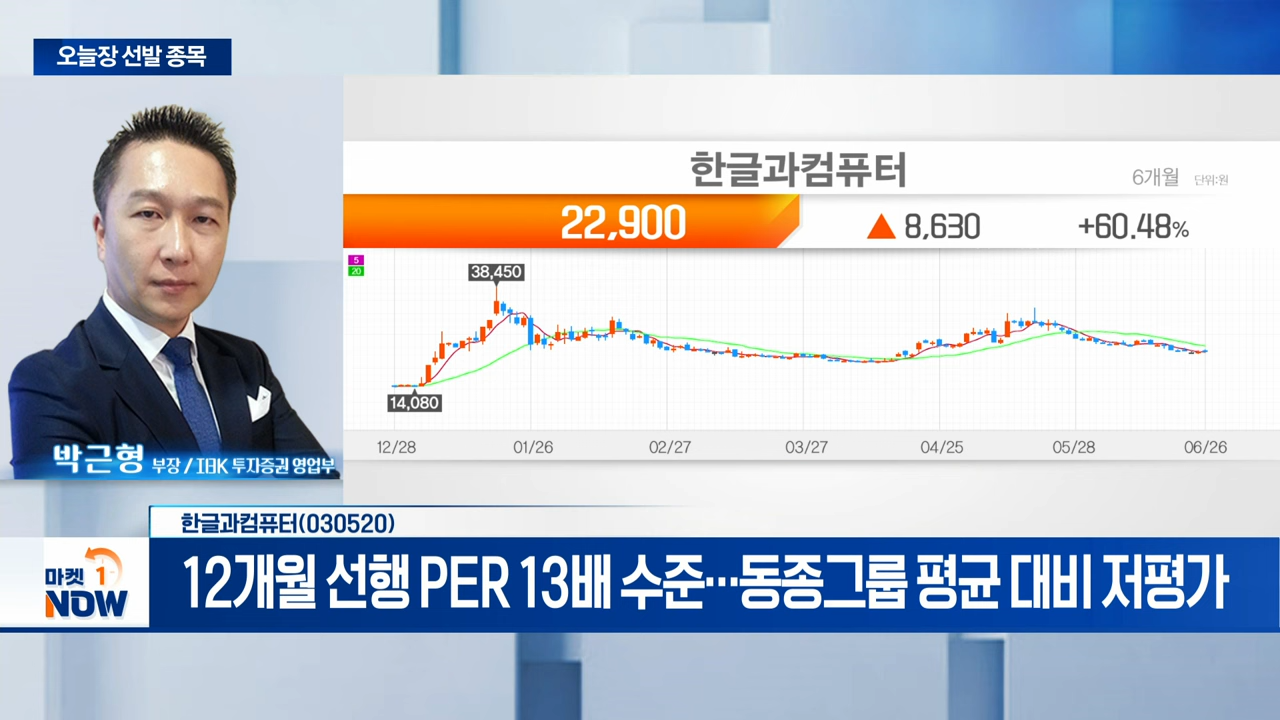 오늘장 선발 종목
한글과컴퓨터
6개월 단위:원
22,900 ▲ 8,630 +60.48%
5
20
38,450
14,080
12/28 01/26 02/27 03/27 04/25 05/28 06/26
박근형 부장 / IBK 투자증권 영업부
한글과컴퓨터(030520)
마켓 1
NOW
12개월 선행 PER 13배 수준…동종그룹 평균 대비 저평가